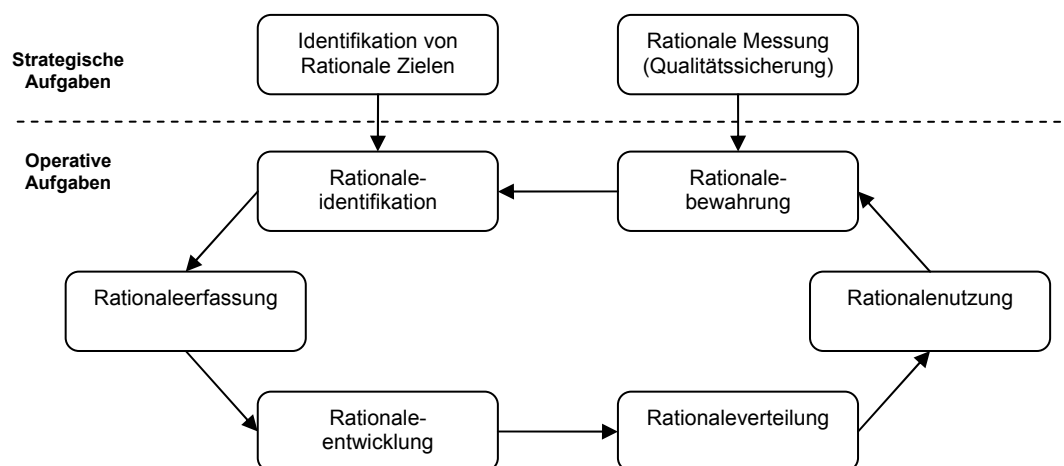 Strategische
Aufgaben
Identifikation von
Rationale Zielen
Rationale Messung
(Qualitätssicherung)
Operative
Aufgaben
Rationale-
identifikation
Rationale-
bewahrung
Rationaleerfassung
Rationalenutzung
Rationale-
entwicklung
Rationaleverteilung